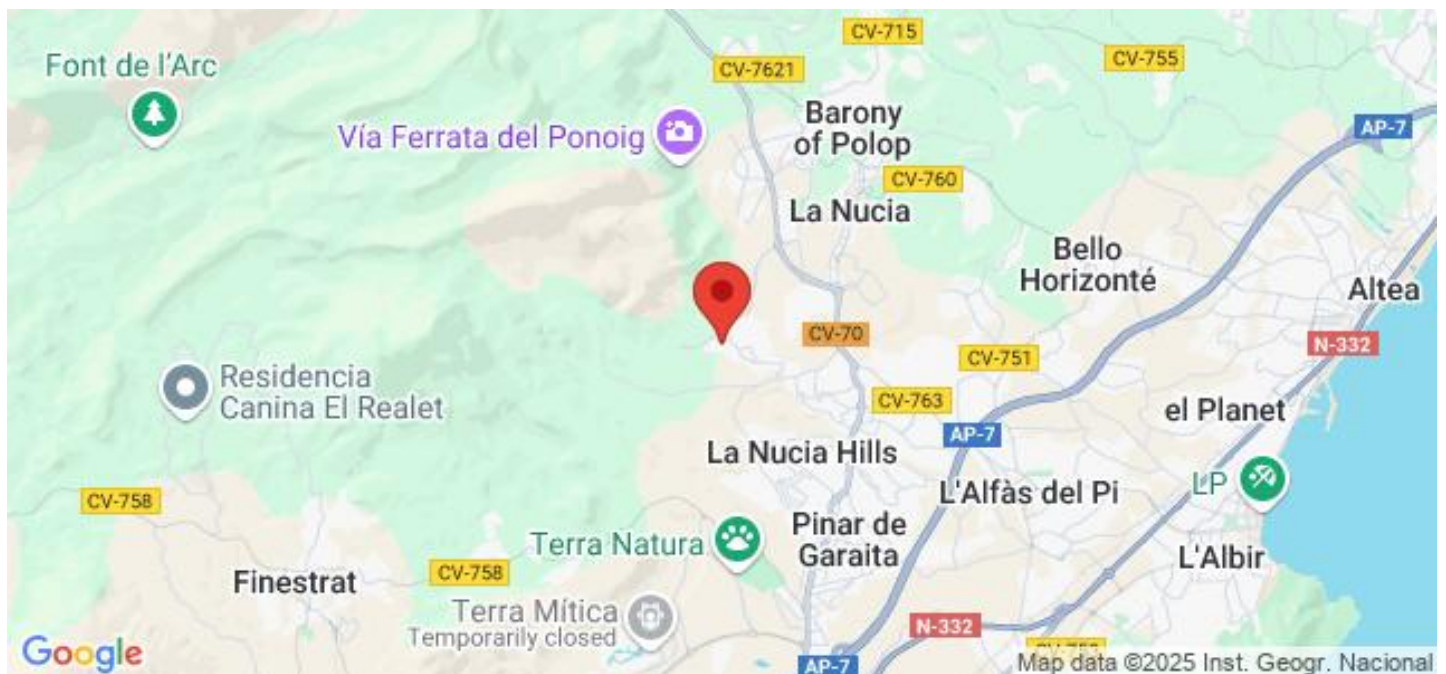 CV-715
CV-755
Font de l'Arc
CV-7621
Barony
of Polop
AP-7
Vía Ferrata del Ponoig
CV-760
La Nucia
Bello
Horizonté
Altea
CV-70
N-332
CV-751
Residencia
Canina El Realet
CV-763
el Planet
AP-7
La Nucia Hills
LP
CV-758
L'Alfàs del Pi
Pinar de
Garaita
Terra Natura
L'Albir
Finestrat
CV-758
Terra Mítica
Temporarily closed
N-332
Google
AP-7
Map data ©2025 Inst. Geogr. Nacional